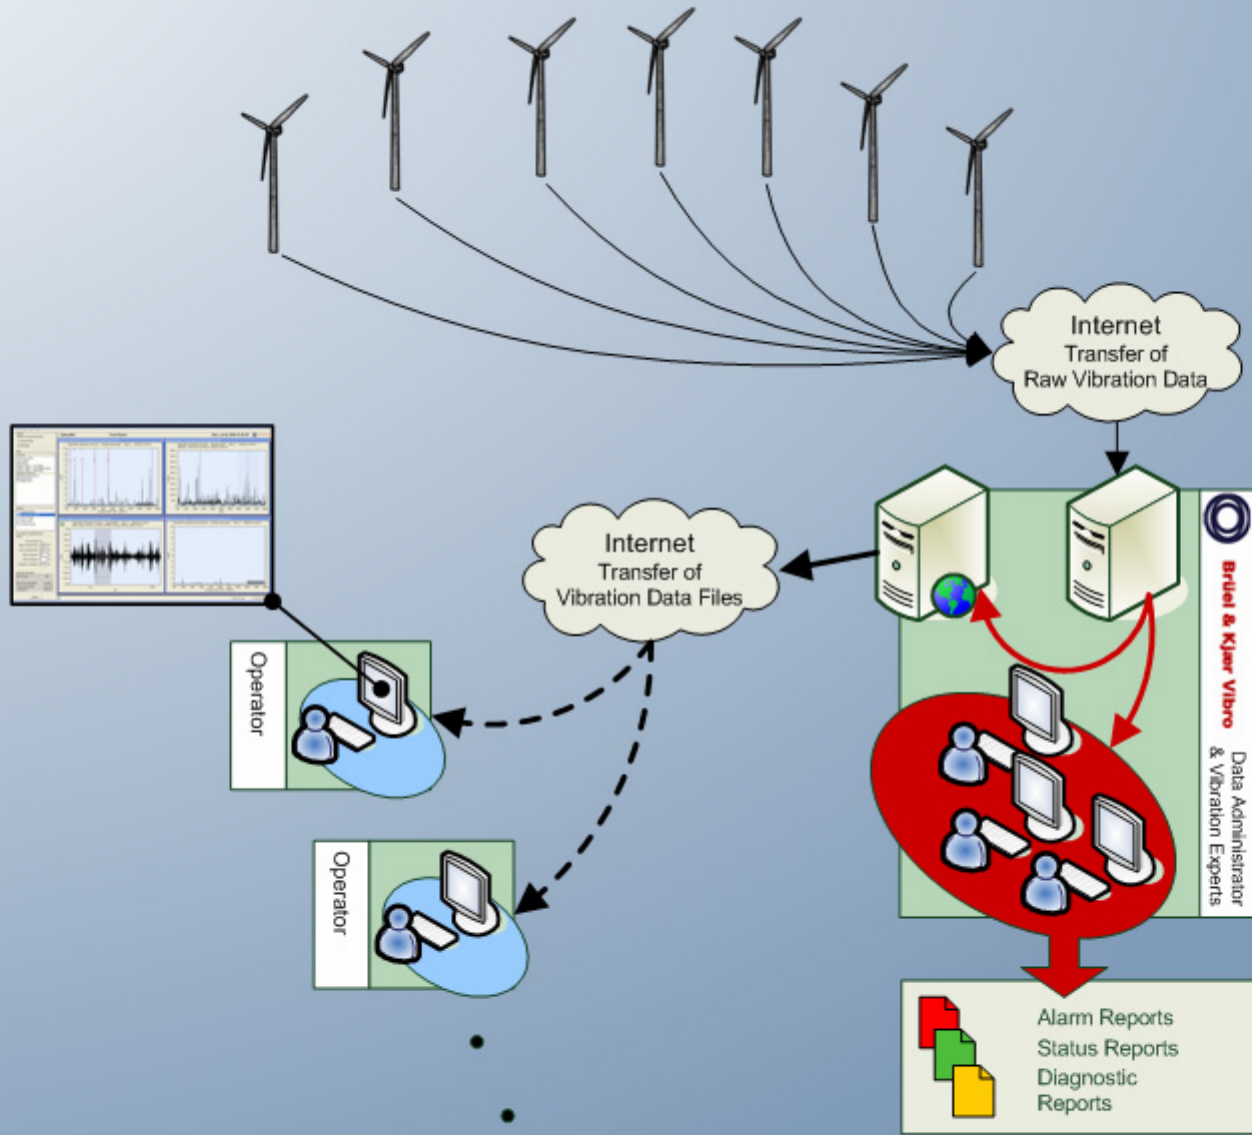 Internet
Transfer of
Raw Vibration Data
Internet
Transfer of
Vibration Data Files
Brüel & Kjær Vibro
Data Administrator
& Vibration Experts
Operator
Operator
Alarm Reports
Status Reports
Diagnostic
Reports